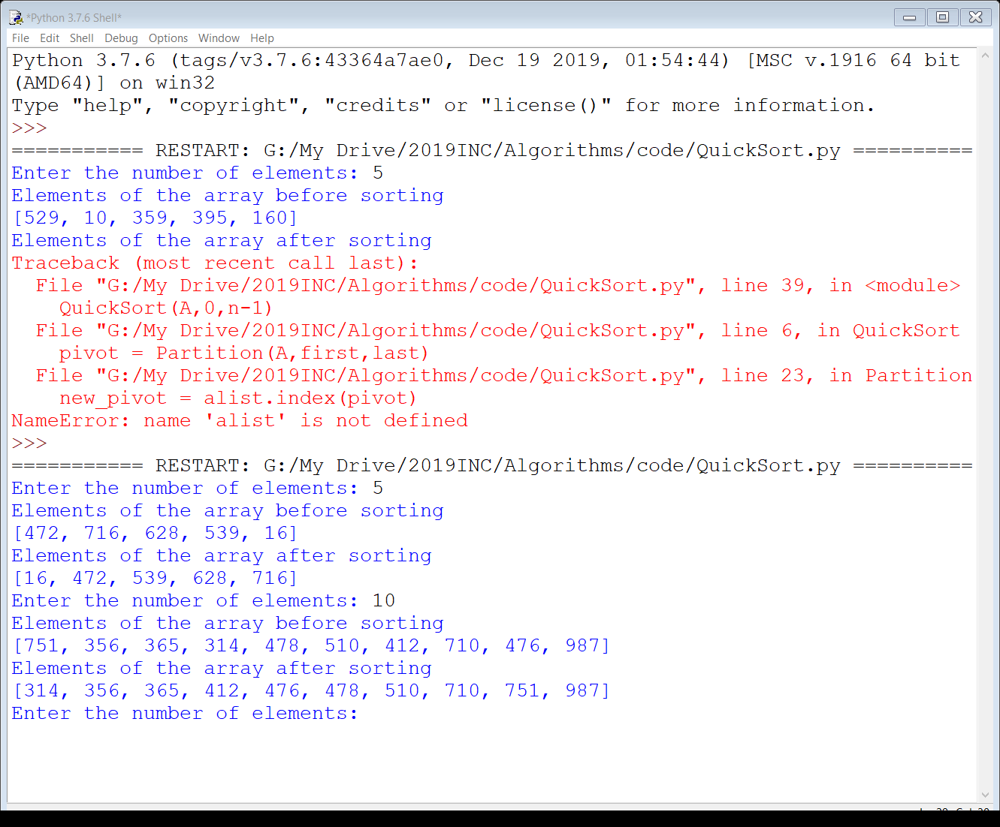 *Python 3.7.6 Shell*
File Edit Shell Debug Options Window Help
Python 3.7.6 (tags/v3.7.6:43364a7ae0, Dec 19 2019, 01:54:44) [MSC v.1916 64 bit
(AMD64)] on win32
Type "help", "copyright", "credits" or "license()" for more information.
>>>
=========== RESTART: G:/My Drive/2019INC/Algorithms/code/QuickSort.py ==========
Enter the number of elements: 5
Elements of the array before sorting
[529, 10, 359, 395, 160]
Elements of the array after sorting
Traceback (most recent call last):
  File "G:/My Drive/2019INC/Algorithms/code/QuickSort.py", line 39, in <module>
    QuickSort(A,0,n-1)
  File "G:/My Drive/2019INC/Algorithms/code/QuickSort.py", line 6, in QuickSort
    pivot = Partition(A,first,last)
  File "G:/My Drive/2019INC/Algorithms/code/QuickSort.py", line 23, in Partition
    new_pivot = alist.index(pivot)
NameError: name 'alist' is not defined
>>>
=========== RESTART: G:/My Drive/2019INC/Algorithms/code/QuickSort.py ==========
Enter the number of elements: 5
Elements of the array before sorting
[472, 716, 628, 539, 16]
Elements of the array after sorting
[16, 472, 539, 628, 716]
Enter the number of elements: 10
Elements of the array before sorting
[751, 356, 365, 314, 478, 510, 412, 710, 476, 987]
Elements of the array after sorting
[314, 356, 365, 412, 476, 478, 510, 710, 751, 987]
Enter the number of elements: